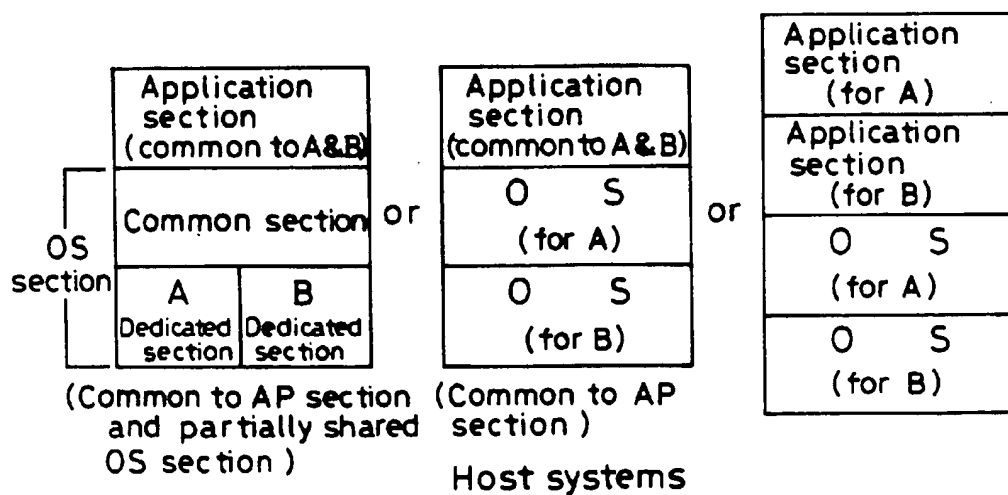 Application
section
(common to A&B)
OS
section
Common section
A
Dedicated
section
B
Dedicated
section
(Common to AP section
and partially shared
OS section)
or
Application
section
(common to A&B)
O S
(for A)
O S
(for B)
(Common to AP
section)
or
Application
section
(for A)
Application
section
(for B)
O S
(for A)
O S
(for B)
Host systems